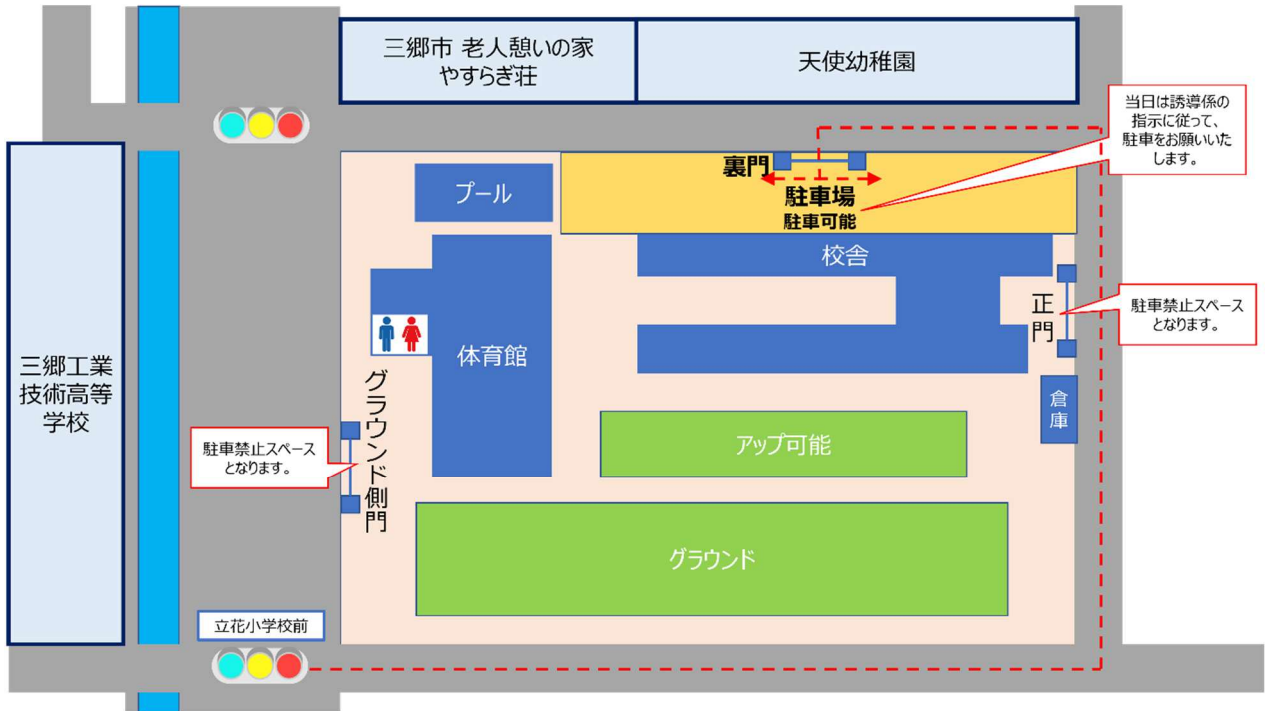 三郷市 老人憩いの家
やすらぎ荘
天使幼稚園
当日は誘導係の
指示に従って、
駐車をお願いいた
します。
裏門
プール
駐車場
駐車可能
校舎
正門
駐車禁止スペース
となります。
三郷工業
技術高等
学校
体育館
グラウンド側門
倉庫
駐車禁止スペース
となります。
アップ可能
グラウンド
立花小学校前